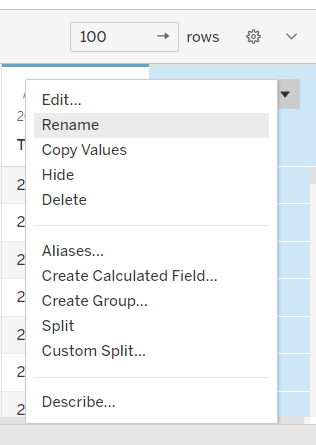 100 → rows
Edit...
Rename
Copy Values
Hide
Delete
Aliases...
Create Calculated Field...
Create Group...
Split
Custom Split...
Describe...